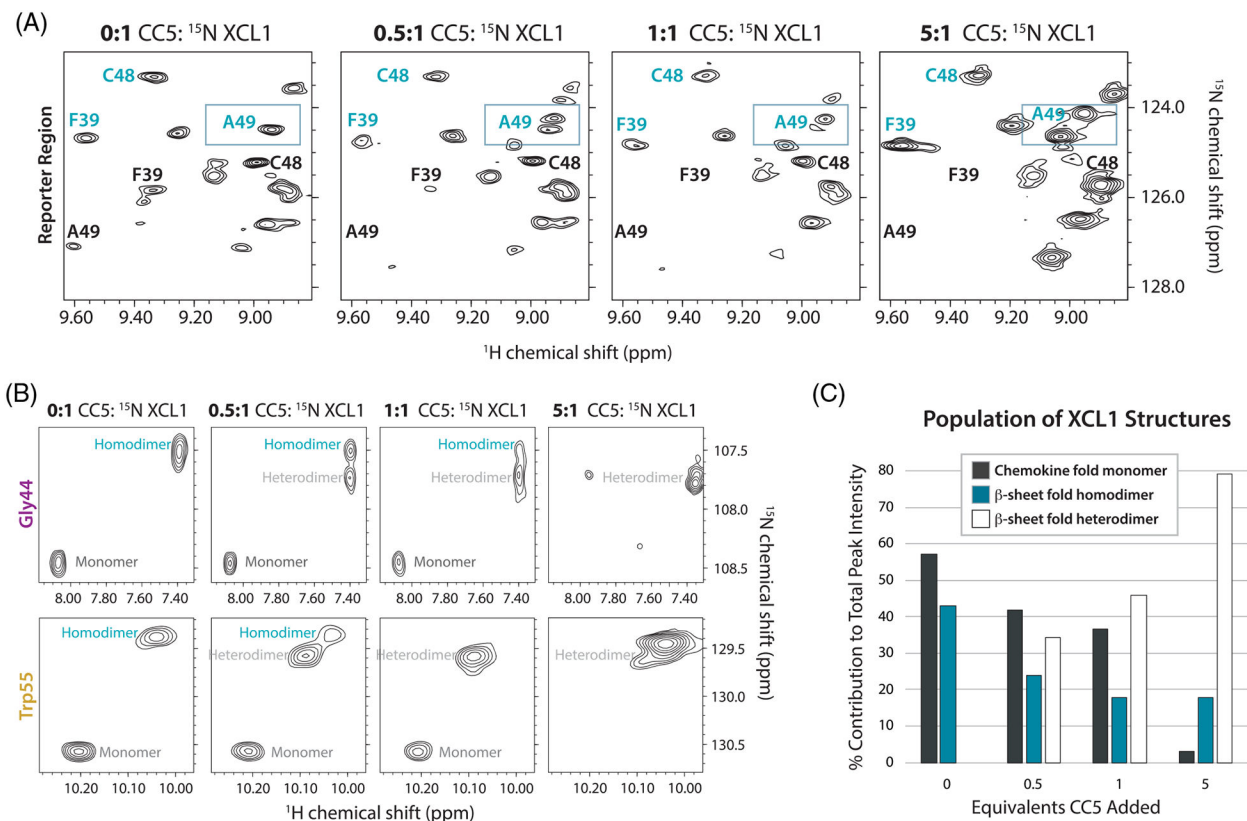 (A)
0:1 CC5: ¹⁵N XCL1
0.5:1 CC5: ¹⁵N XCL1
1:1 CC5: ¹⁵N XCL1
5:1 CC5: ¹⁵N XCL1
Reporter Region
C48
F39
A49
C48
F39
A49
C48
F39
A49
C48
F39
A49
C48
F39
A49
C48
F39
A49
C48
F39
A49
C48
F39
A49
124.0
126.0
128.0
¹⁵N chemical shift (ppm)
9.60 9.40 9.20 9.00
9.60 9.40 9.20 9.00
9.60 9.40 9.20 9.00
9.60 9.40 9.20 9.00
¹H chemical shift (ppm)
(B)
0:1 CC5: ¹⁵N XCL1
0.5:1 CC5: ¹⁵N XCL1
1:1 CC5: ¹⁵N XCL1
5:1 CC5: ¹⁵N XCL1
Gly44
Homodimer
Monomer
Homodimer
Heterodimer
Monomer
Homodimer
Heterodimer
Monomer
Heterodimer
107.5
108.0
108.5
8.00 7.80 7.60 7.40
8.00 7.80 7.60 7.40
8.00 7.80 7.60 7.40
8.00 7.80 7.60 7.40
Trp55
Homodimer
Monomer
Homodimer
Heterodimer
Monomer
Heterodimer
Monomer
Heterodimer
129.5
130.0
130.5
¹⁵N chemical shift (ppm)
10.20 10.10 10.00
10.20 10.10 10.00
10.20 10.10 10.00
10.20 10.10 10.00
¹H chemical shift (ppm)
(C)
Population of XCL1 Structures
Chemokine fold monomer
β-sheet fold homodimer
β-sheet fold heterodimer
% Contribution to Total Peak Intensity
80
70
60
50
40
30
20
10
0
0 0.5 1 5
Equivalents CC5 Added